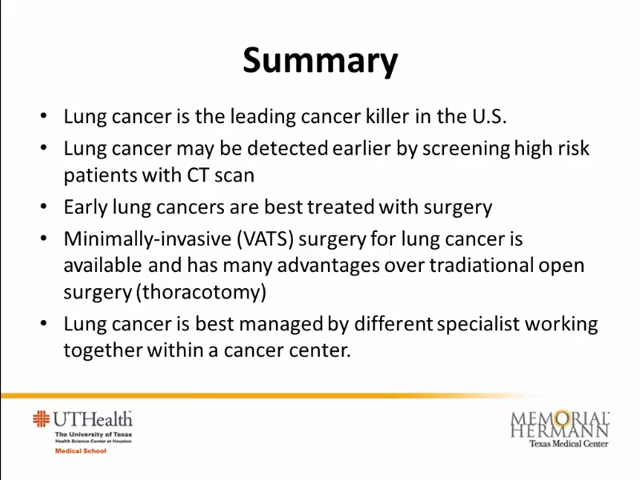 Summary
• Lung cancer is the leading cancer killer in the U.S.
• Lung cancer may be detected earlier by screening high risk
patients with CT scan
• Early lung cancers are best treated with surgery
• Minimally-invasive (VATS) surgery for lung cancer is
available and has many advantages over tradiational open
surgery (thoracotomy)
• Lung cancer is best managed by different specialist working
together within a cancer center.
UTHealth
The University of Texas
Health Science Center at Houston
Medical School
MEMORIAL
HERMANN
Texas Medical Center